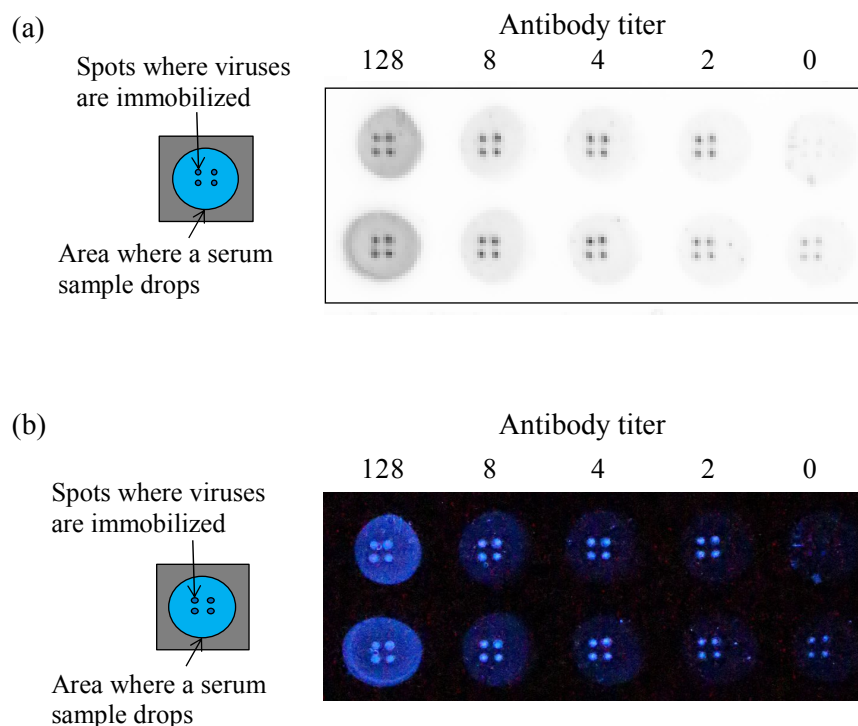 (a)
Antibody titer
128 8 4 2 0
Spots where viruses
are immobilized
Area where a serum
sample drops
(b)
Antibody titer
128 8 4 2 0
Spots where viruses
are immobilized
Area where a serum
sample drops